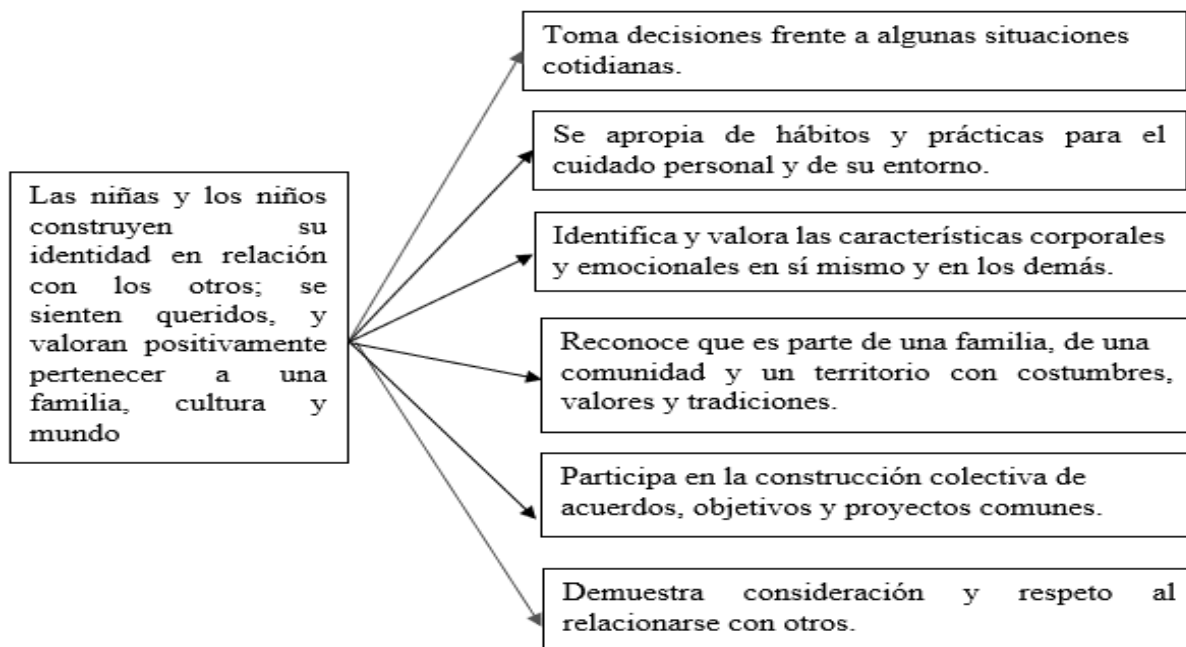 Las niñas y los niños
construyen su
identidad en relación
con los otros; se
sienten queridos, y
valoran positivamente
pertenecer a una
familia, cultura y
mundo
Toma decisiones frente a algunas situaciones
cotidianas.
Se apropia de hábitos y prácticas para el
cuidado personal y de su entorno.
Identifica y valora las características corporales
y emocionales en sí mismo y en los demás.
Reconoce que es parte de una familia, de una
comunidad y un territorio con costumbres,
valores y tradiciones.
Participa en la construcción colectiva de
acuerdos, objetivos y proyectos comunes.
Demuestra consideración y respeto al
relacionarse con otros.